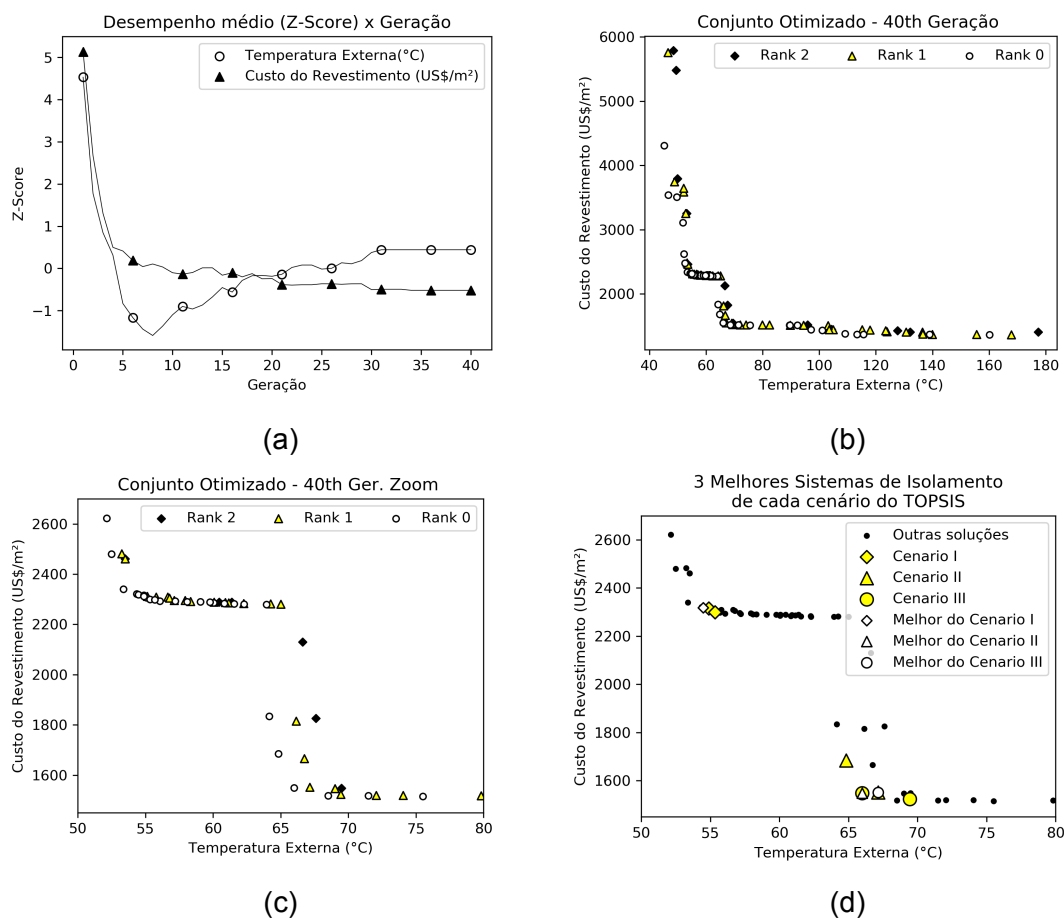 Desempenho médio (Z-Score) x Geração
Temperatura Externa(°C)
Custo do Revestimento (US$/m²)
Z-Score
5
4
3
2
1
0
−1
0 5 10 15 20 25 30 35 40
Geração
(a)
Conjunto Otimizado - 40th Geração
Rank 2 Rank 1 Rank 0
Custo do Revestimento (US$/m²)
6000
5000
4000
3000
2000
40 60 80 100 120 140 160 180
Temperatura Externa (°C)
(b)
Conjunto Otimizado - 40th Ger. Zoom
Rank 2 Rank 1 Rank 0
Custo do Revestimento (US$/m²)
2600
2400
2200
2000
1800
1600
50 55 60 65 70 75 80
Temperatura Externa (°C)
(c)
3 Melhores Sistemas de Isolamento
de cada cenário do TOPSIS
Outras soluções
Cenario I
Cenario II
Cenario III
Melhor do Cenario I
Melhor do Cenario II
Melhor do Cenario III
Custo do Revestimento (US$/m²)
2600
2400
2200
2000
1800
1600
50 55 60 65 70 75 80
Temperatura Externa (°C)
(d)